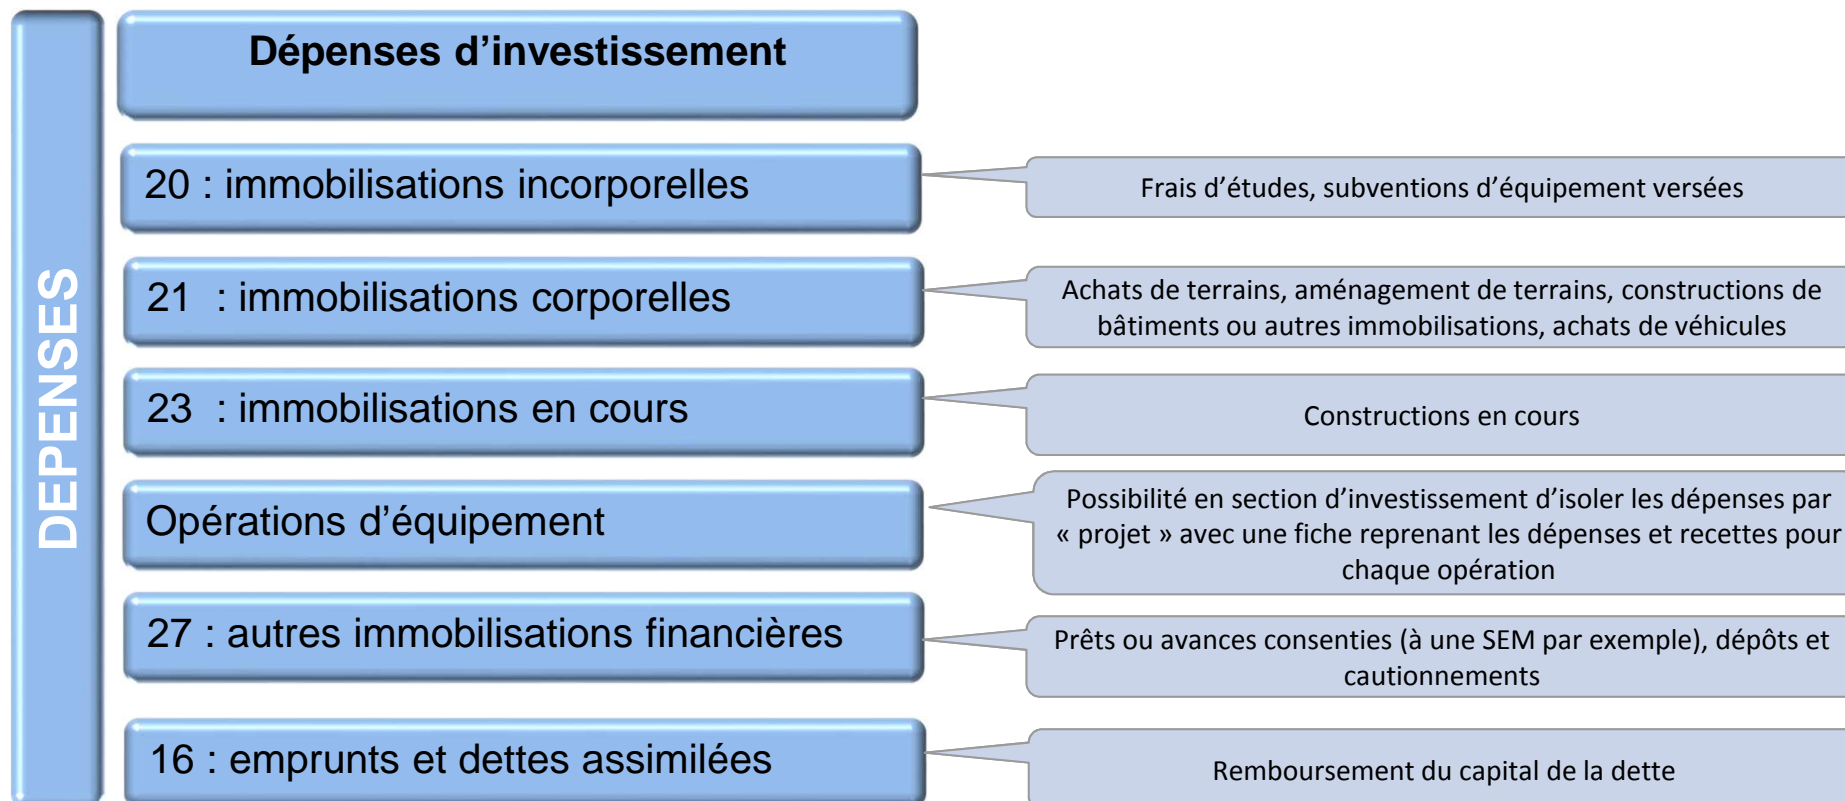 DEPENSES
Dépenses d’investissement
20 : immobilisations incorporelles
Frais d’études, subventions d’équipement versées
21 : immobilisations corporelles
Achats de terrains, aménagement de terrains, constructions de
bâtiments ou autres immobilisations, achats de véhicules
23 : immobilisations en cours
Constructions en cours
Opérations d’équipement
Possibilité en section d’investissement d’isoler les dépenses par
« projet » avec une fiche reprenant les dépenses et recettes pour
chaque opération
27 : autres immobilisations financières
Prêts ou avances consenties (à une SEM par exemple), dépôts et
cautionnements
16 : emprunts et dettes assimilées
Remboursement du capital de la dette